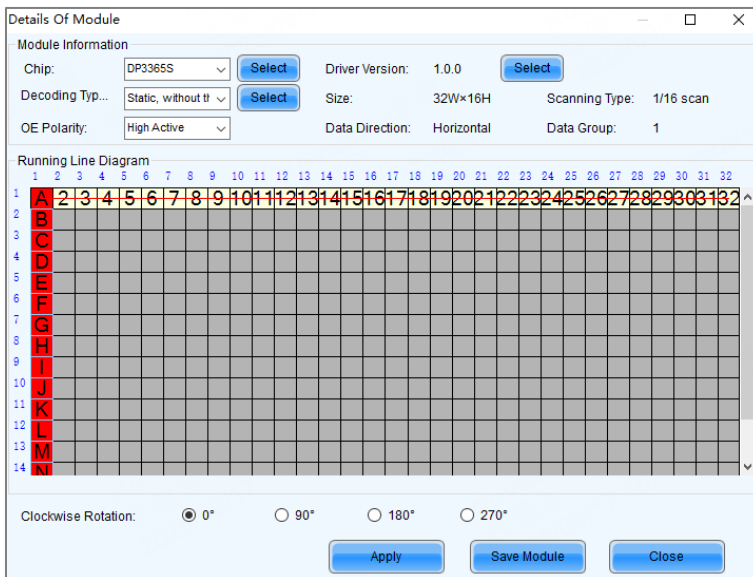 Details Of Module
Module Information
Chip: DP3365S Select Driver Version: 1.0.0 Select
Decoding Typ... Static, without th Select Size: 32W×16H Scanning Type: 1/16 scan
OE Polarity: High Active Data Direction: Horizontal Data Group: 1
Running Line Diagram
1 2 3 4 5 6 7 8 9 10 11 12 13 14 15 16 17 18 19 20 21 22 23 24 25 26 27 28 29 30 31 32
1 A 2 3 4 5 6 7 8 9 10 11 12 13 14 15 16 17 18 19 20 21 22 23 24 25 26 27 28 29 30 31 32
2 B
3 C
4 D
5 E
6 F
7 G
8 H
9 I
10 J
11 K
12 L
13 M
14 N
Clockwise Rotation: 0° 90° 180° 270°
Apply Save Module Close